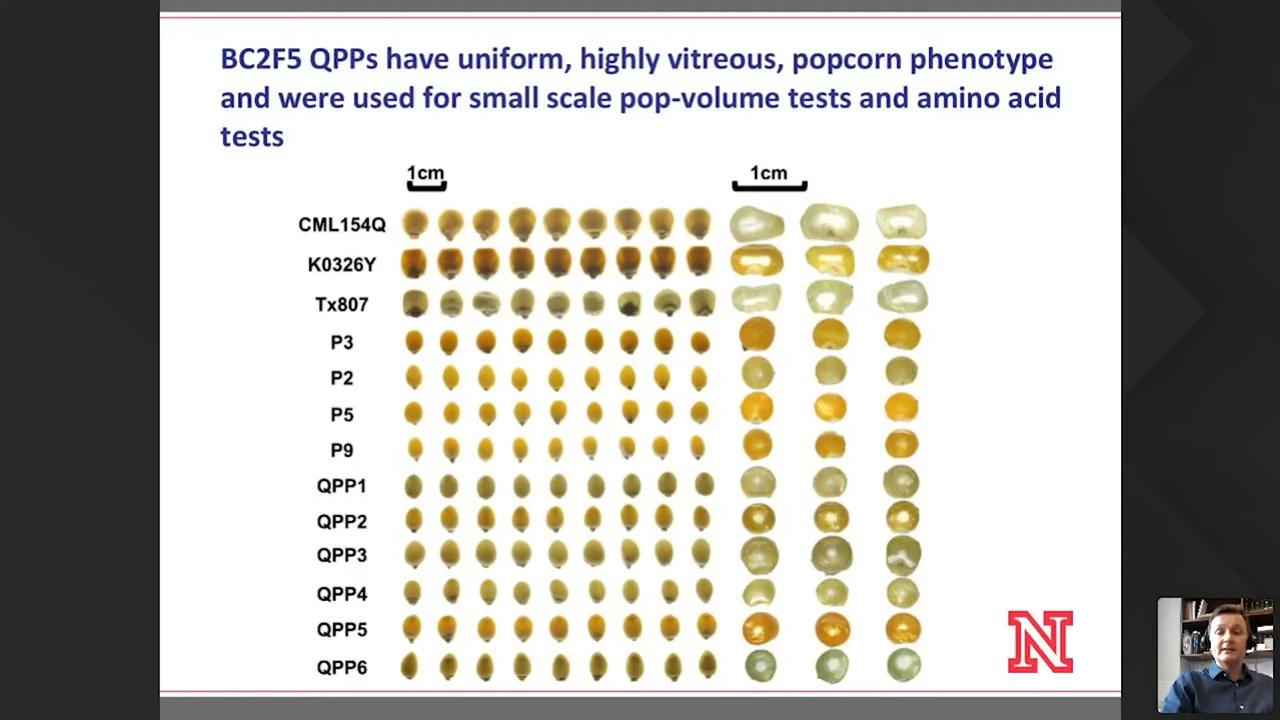 BC2F5 QPPs have uniform, highly vitreous, popcorn phenotype
and were used for small scale pop-volume tests and amino acid
tests
1cm 1cm
CML154Q
K0326Y
Tx807
P3
P2
P5
P9
QPP1
QPP2
QPP3
QPP4
QPP5
QPP6
N